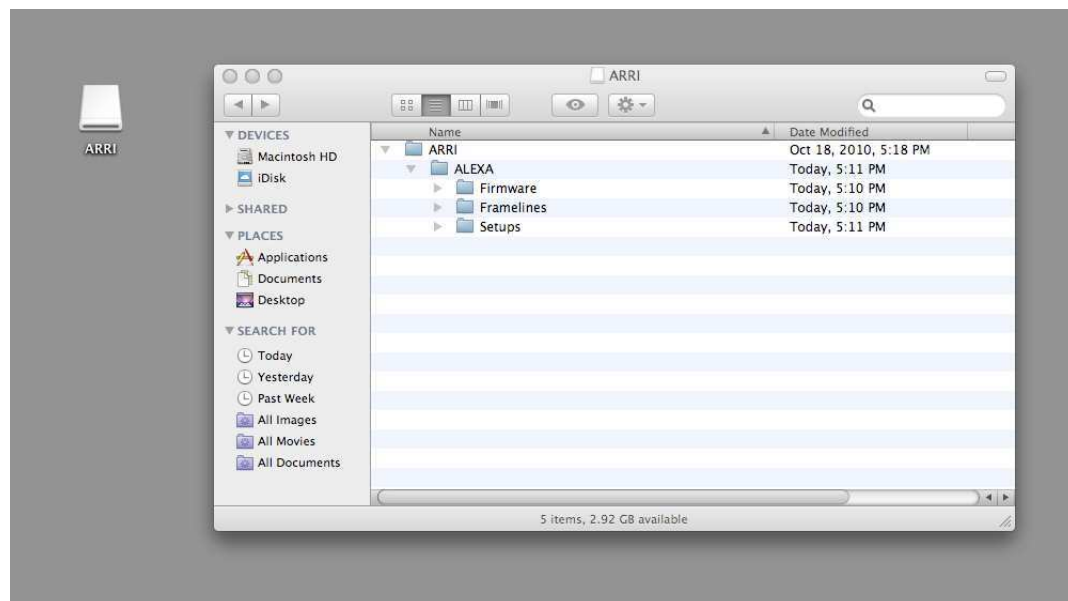 ARRI
ARRI
Name
Date Modified
DEVICES
Macintosh HD
iDisk
SHARED
PLACES
Applications
Documents
Desktop
SEARCH FOR
Today
Yesterday
Past Week
All Images
All Movies
All Documents
ARRI Oct 18, 2010, 5:18 PM
ALEXA Today, 5:11 PM
Firmware Today, 5:10 PM
Framelines Today, 5:10 PM
Setups Today, 5:11 PM
5 items, 2.92 GB available